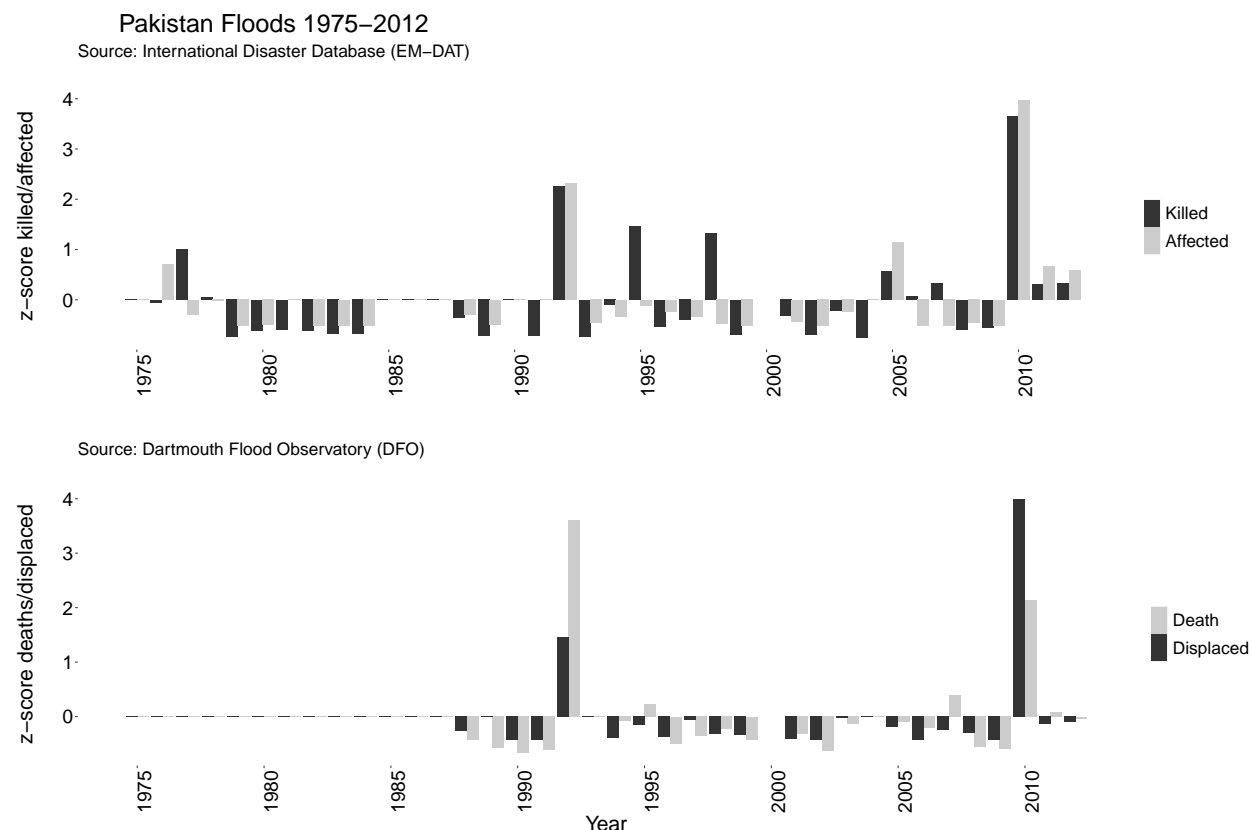 Pakistan Floods 1975−2012
Source: International Disaster Database (EM−DAT)
z−score killed/affected
4
3
2
1
0
1975
1980
1985
1990
1995
2000
2005
2010
Killed
Affected
Source: Dartmouth Flood Observatory (DFO)
z−score deaths/displaced
4
3
2
1
0
1975
1980
1985
1990
1995
2000
2005
2010
Year
Death
Displaced